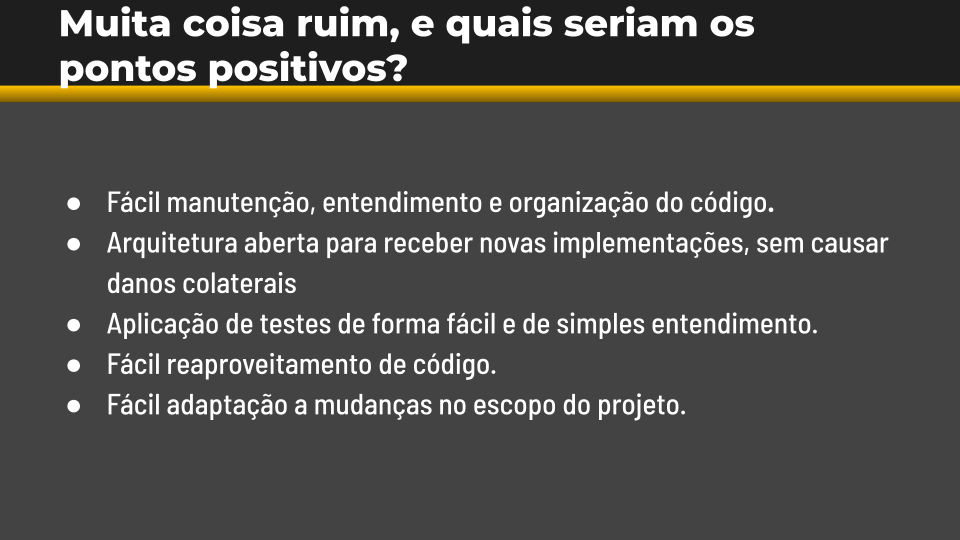 Muita coisa ruim, e quais seriam os
pontos positivos?
● Fácil manutenção, entendimento e organização do código.
● Arquitetura aberta para receber novas implementações, sem causar
danos colaterais
● Aplicação de testes de forma fácil e de simples entendimento.
● Fácil reaproveitamento de código.
● Fácil adaptação a mudanças no escopo do projeto.